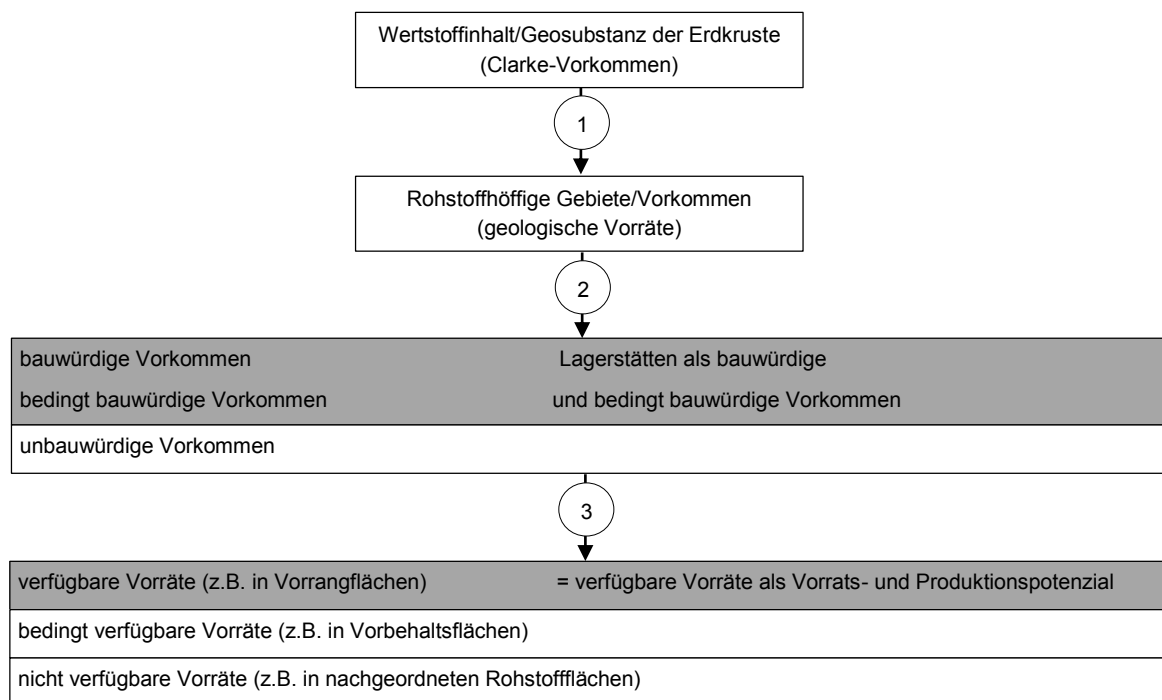 Wertstoffinhalt/Geosubstanz der Erdkruste
(Clarke-Vorkommen)
1
Rohstoffhöffige Gebiete/Vorkommen
(geologische Vorräte)
2
bauwürdige Vorkommen Lagerstätten als bauwürdige
bedingt bauwürdige Vorkommen und bedingt bauwürdige Vorkommen
unbauwürdige Vorkommen
3
verfügbare Vorräte (z.B. in Vorrangflächen) = verfügbare Vorräte als Vorrats- und Produktionspotenzial
bedingt verfügbare Vorräte (z.B. in Vorbehaltsflächen)
nicht verfügbare Vorräte (z.B. in nachgeordneten Rohstoffflächen)